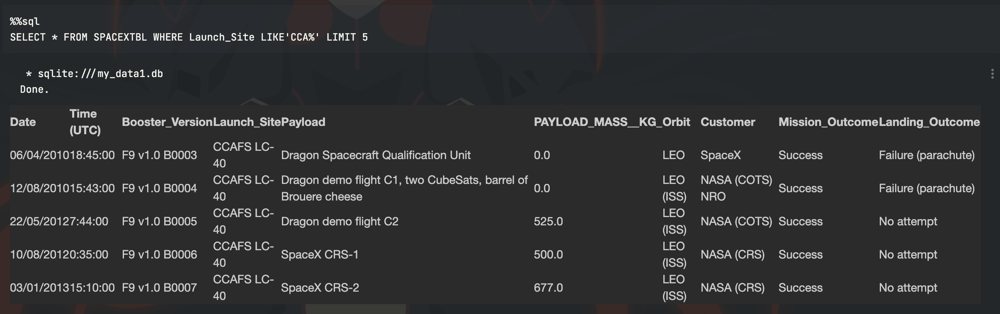 %%sql
SELECT * FROM SPACEXTBL WHERE Launch_Site LIKE'CCA%' LIMIT 5
* sqlite:///my_data1.db
Done.
Date Time (UTC) Booster_Version Launch_Site Payload PAYLOAD_MASS__KG_ Orbit Customer Mission_Outcome Landing_Outcome
06/04/2010 18:45:00 F9 v1.0 B0003 CCAFS LC-40 Dragon Spacecraft Qualification Unit 0.0 LEO SpaceX Success Failure (parachute)
12/08/2010 15:43:00 F9 v1.0 B0004 CCAFS LC-40 Dragon demo flight C1, two CubeSats, barrel of Brouere cheese 0.0 LEO (ISS) NASA (COTS) NRO Success Failure (parachute)
22/05/2012 7:44:00 F9 v1.0 B0005 CCAFS LC-40 Dragon demo flight C2 525.0 LEO (ISS) NASA (COTS) Success No attempt
10/08/2012 0:35:00 F9 v1.0 B0006 CCAFS LC-40 SpaceX CRS-1 500.0 LEO (ISS) NASA (CRS) Success No attempt
03/01/2013 15:10:00 F9 v1.0 B0007 CCAFS LC-40 SpaceX CRS-2 677.0 LEO (ISS) NASA (CRS) Success No attempt